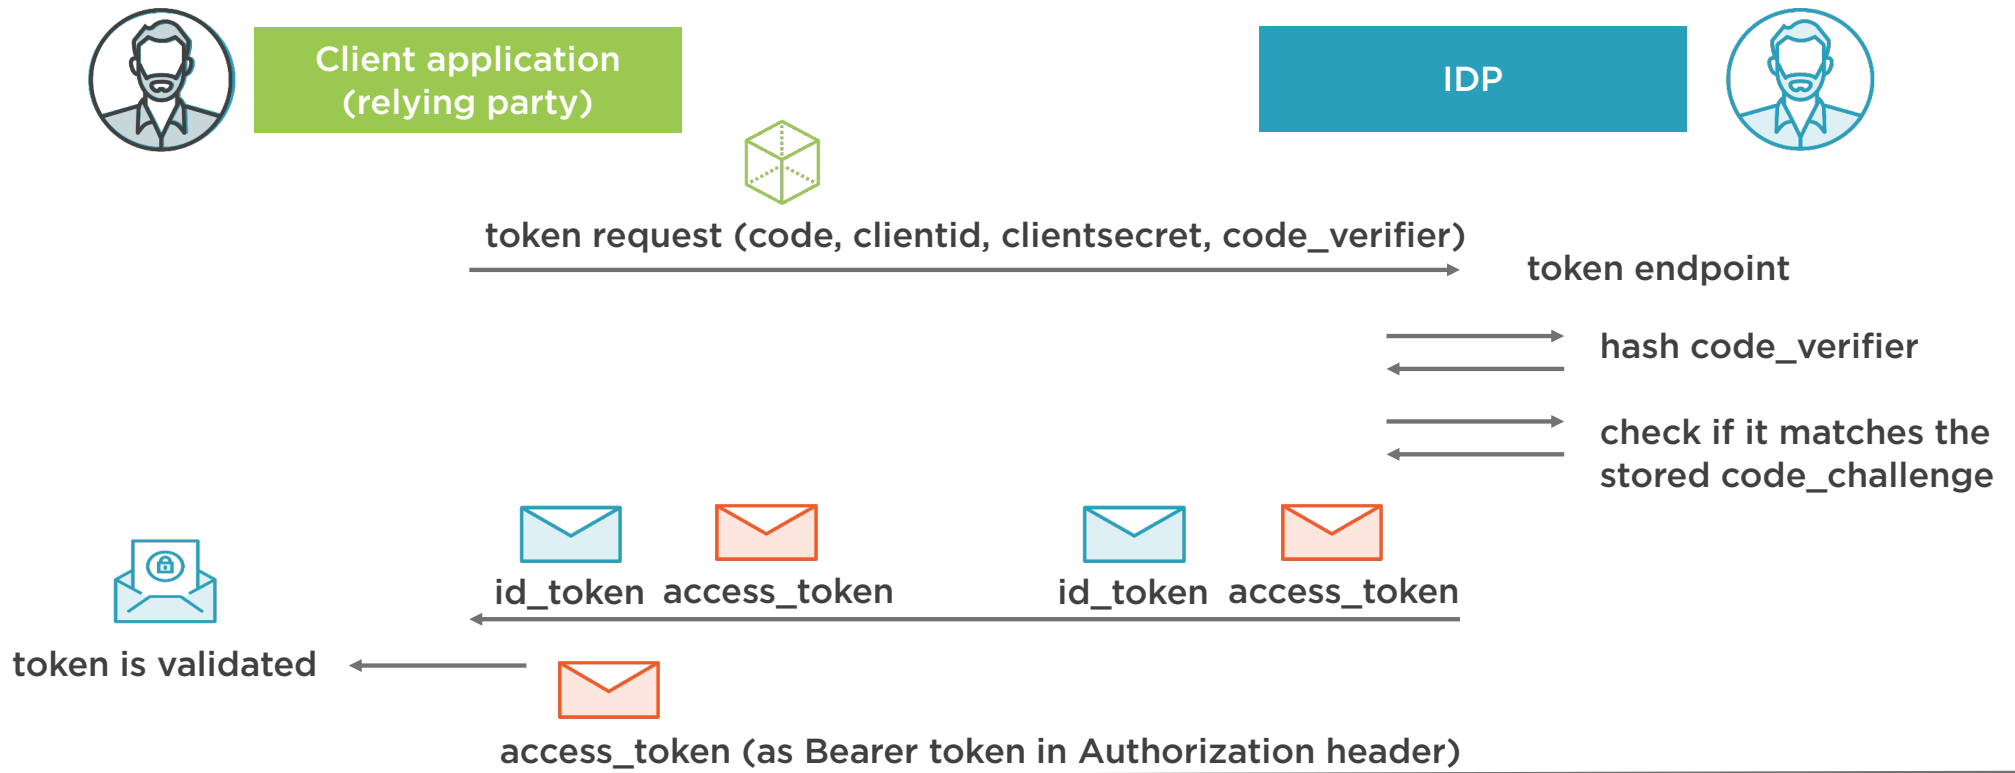 Client application
(relying party)
IDP
token request (code, clientid, clientsecret, code_verifier)
token endpoint
hash code_verifier
check if it matches the
stored code_challenge
id_token
access_token
id_token
access_token
token is validated
access_token (as Bearer token in Authorization header)